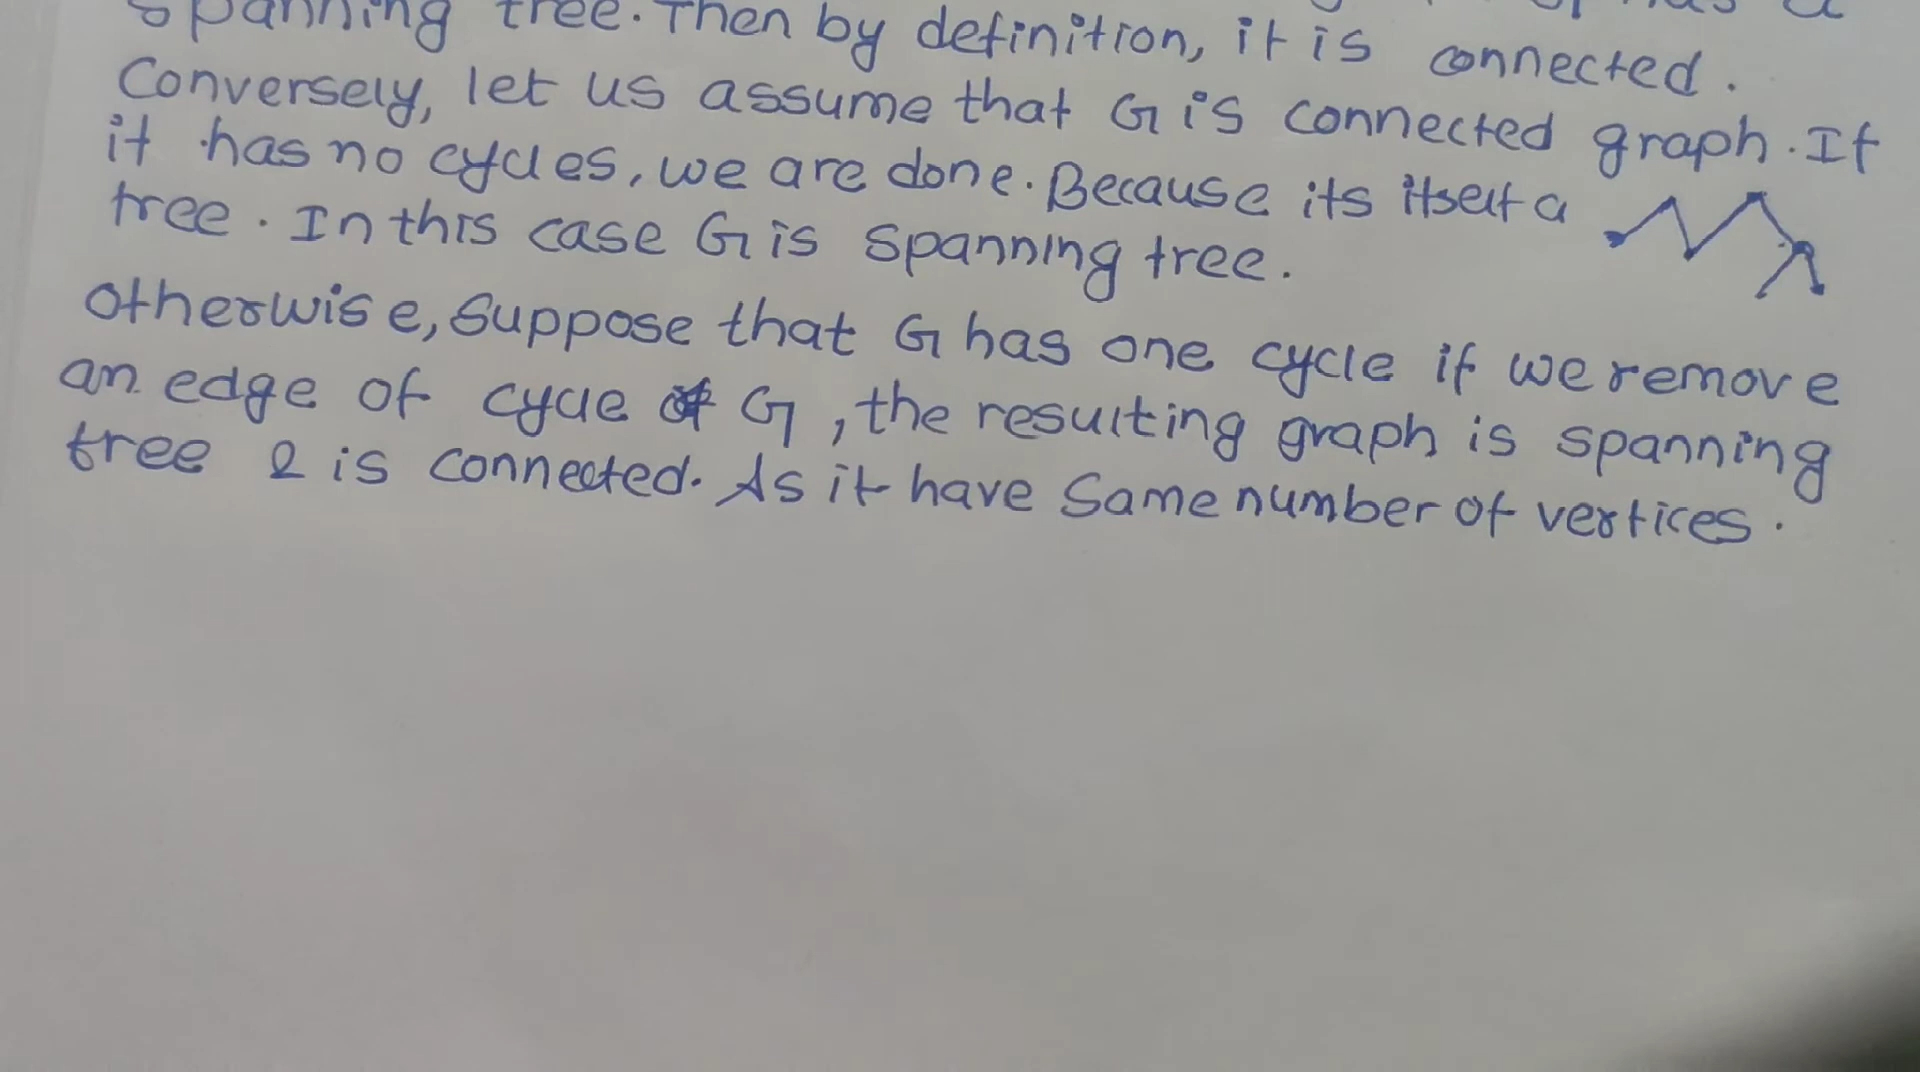 spanning tree. Then by definition, it is connected.
Conversely, let us assume that G is connected graph. If
it has no cycles, we are done. Because its itself a
tree. In this case G is spanning tree.
Otherwise, Suppose that G has one cycle if we remove
an edge of cycle of G, the resulting graph is spanning
tree & is connected. As it have same number of vertices.